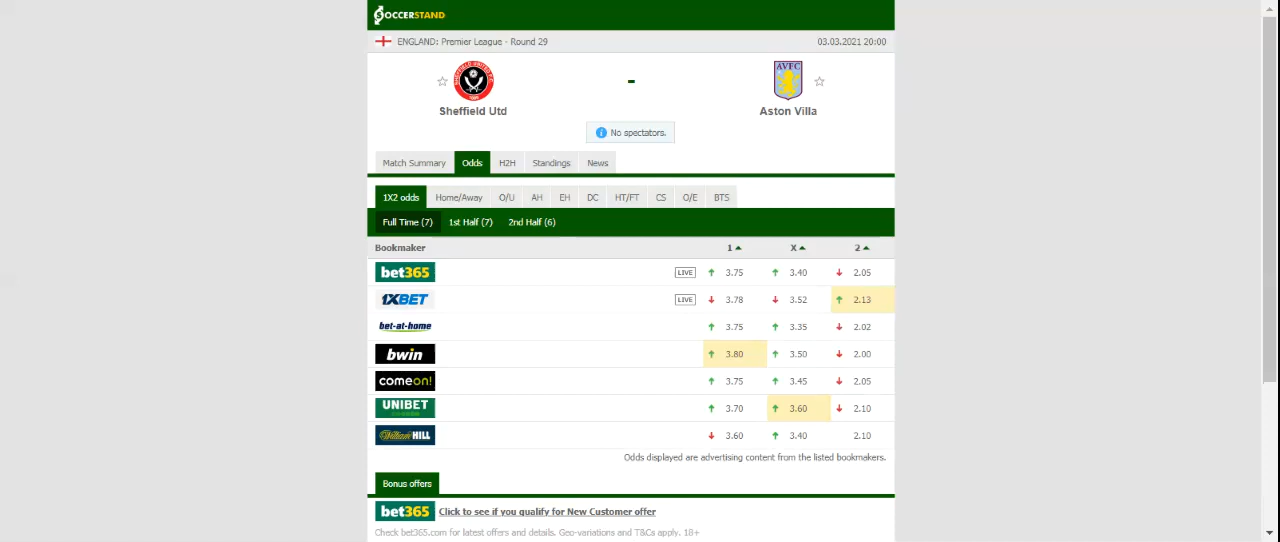 SOCCERSTAND
ENGLAND: Premier League - Round 29 03.03.2021 20:00
-
AVFC
Sheffield Utd Aston Villa
No spectators.
Match Summary Odds H2H Standings News
1X2 odds Home/Away O/U AH EH DC HT/FT CS O/E BTS
Full Time (7) 1st Half (7) 2nd Half (6)
Bookmaker 1 X 2
bet365 LIVE 3.75 3.40 2.05
1XBET LIVE 3.78 3.52 2.13
bet-at-home 3.75 3.35 2.02
bwin 3.80 3.50 2.00
comeon! 3.75 3.45 2.05
UNIBET 3.70 3.60 2.10
William HILL 3.60 3.40 2.10
Odds displayed are advertising content from the listed bookmakers.
Bonus offers
bet365 Click to see if you qualify for New Customer offer
Check bet365.com for latest offers and details. Geo-variations and T&Cs apply. 18+